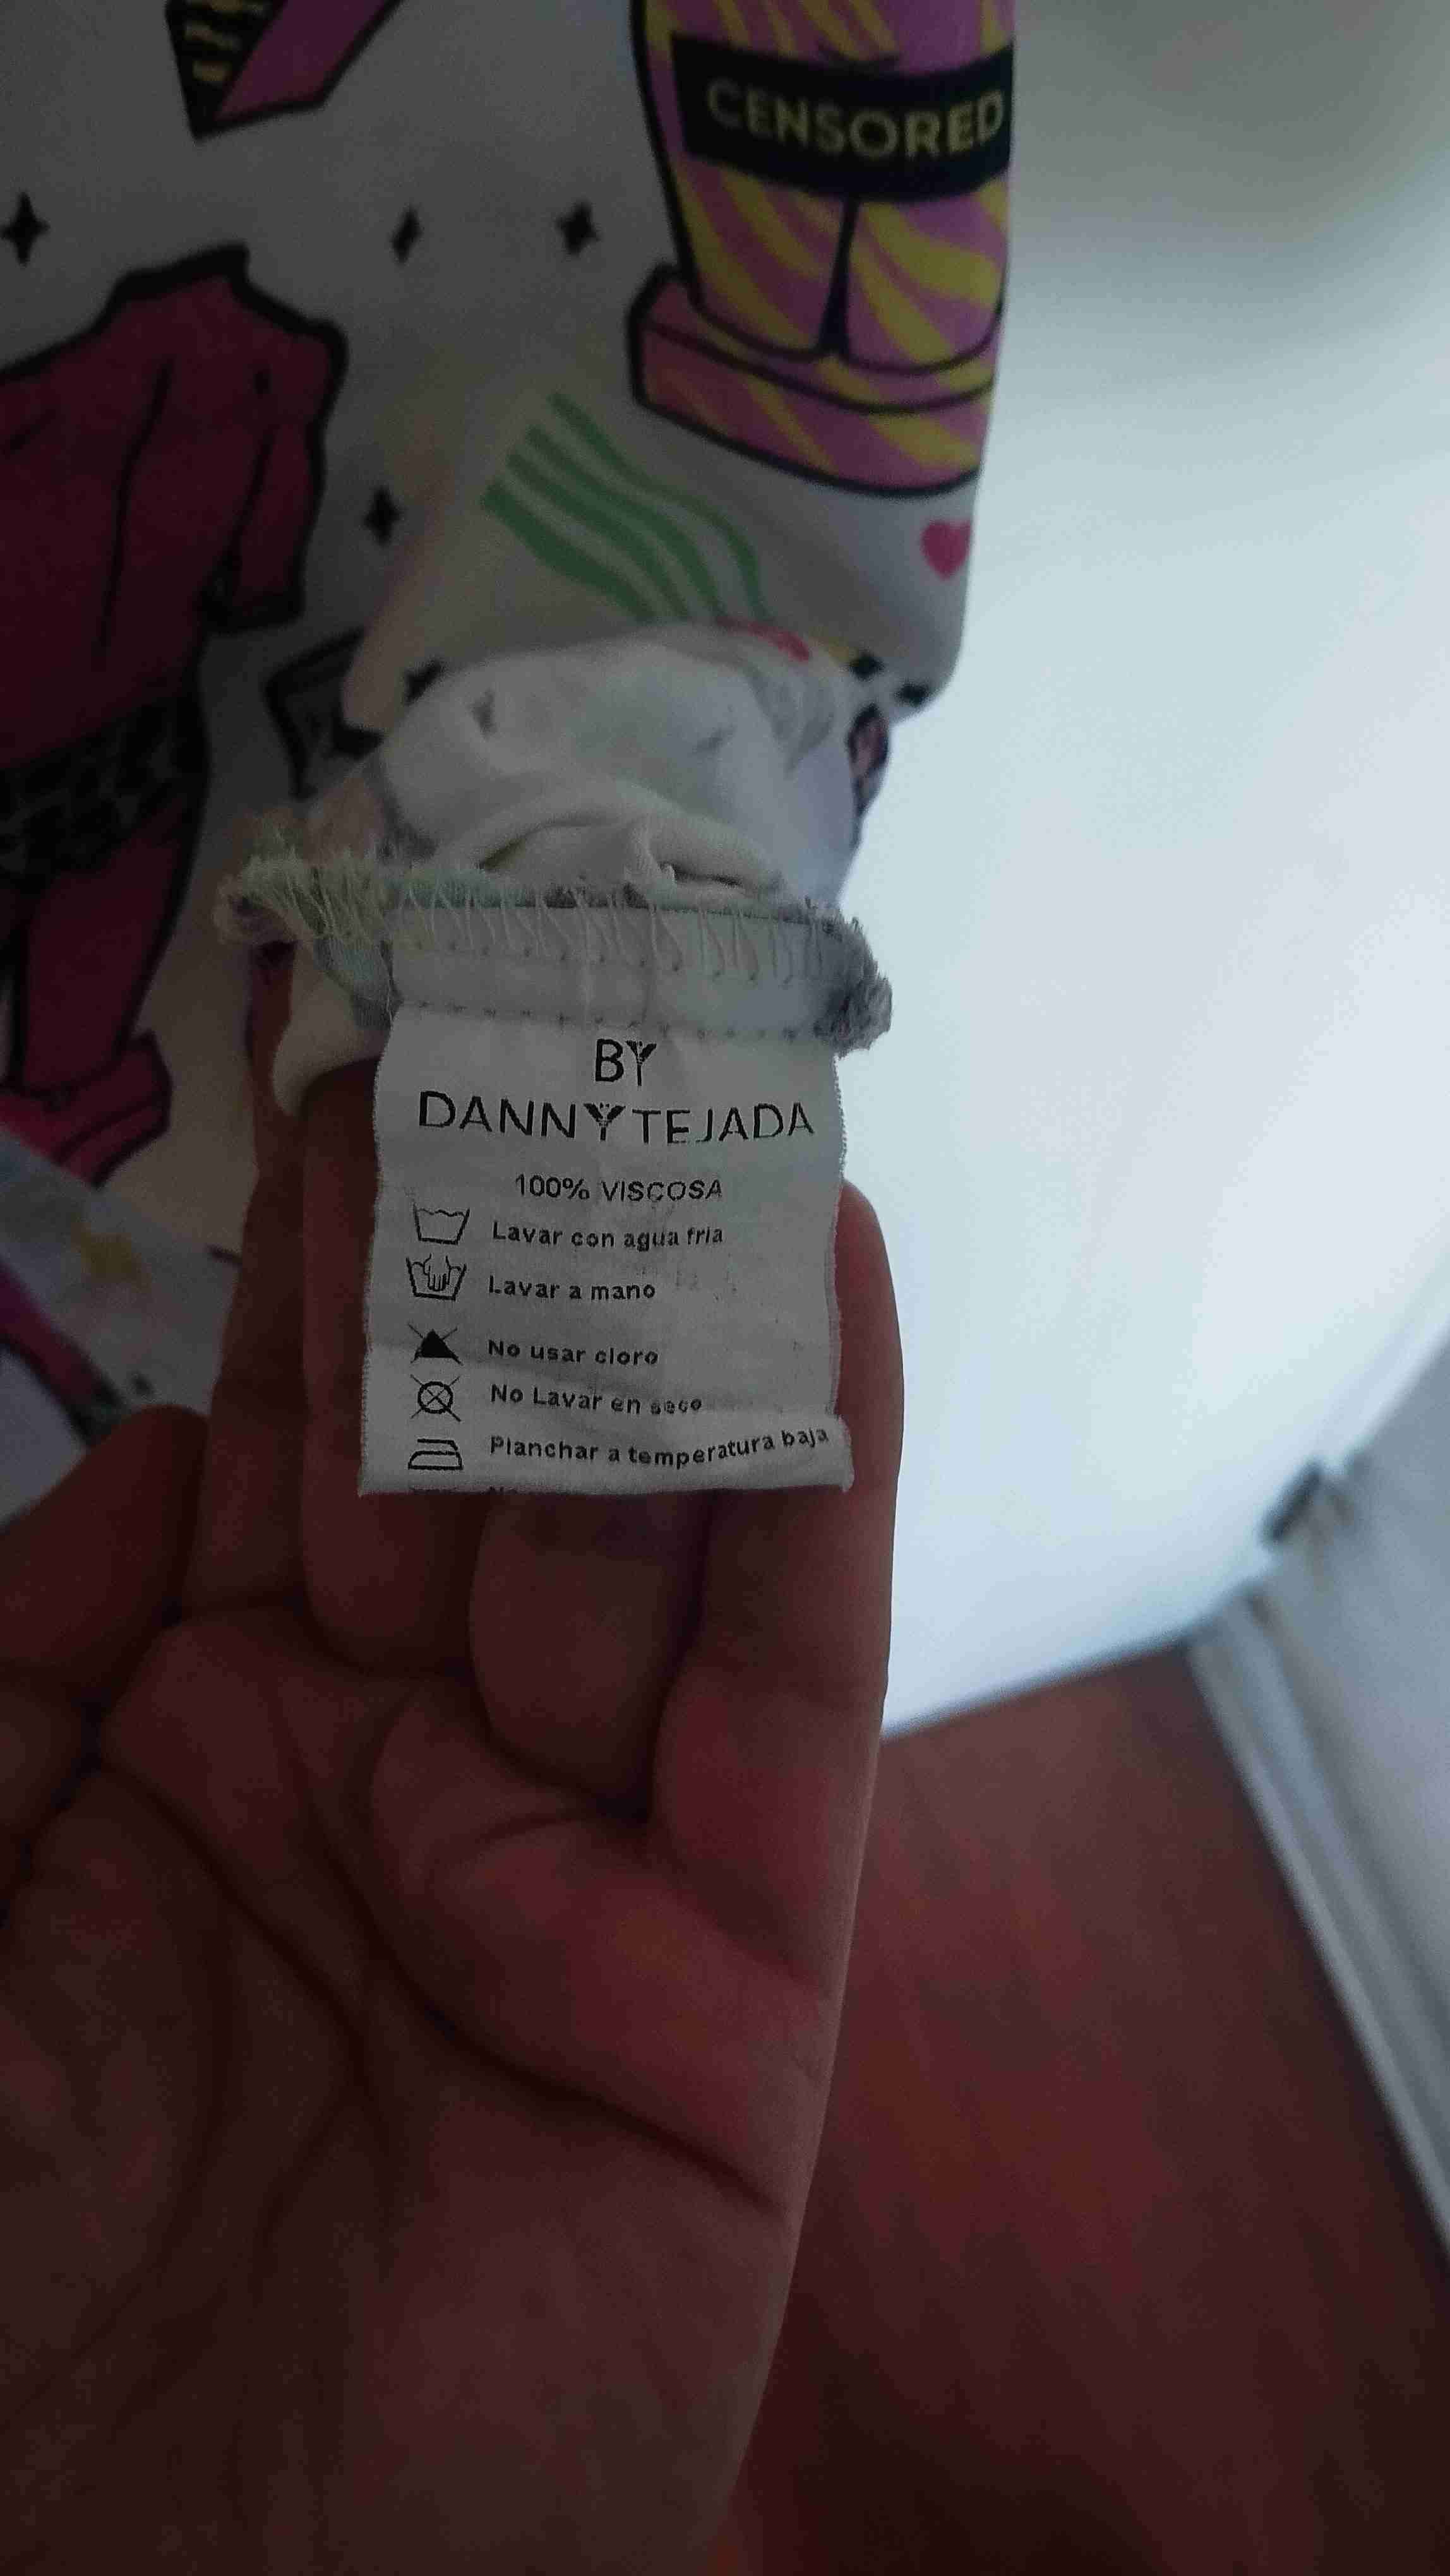 CENSORED
BY
DANNY TEJADA
100% VISCOSA
Lavar con agua fria
Lavar a mano
No usar cloro
No Lavar en seco
Planchar a temperatura baja